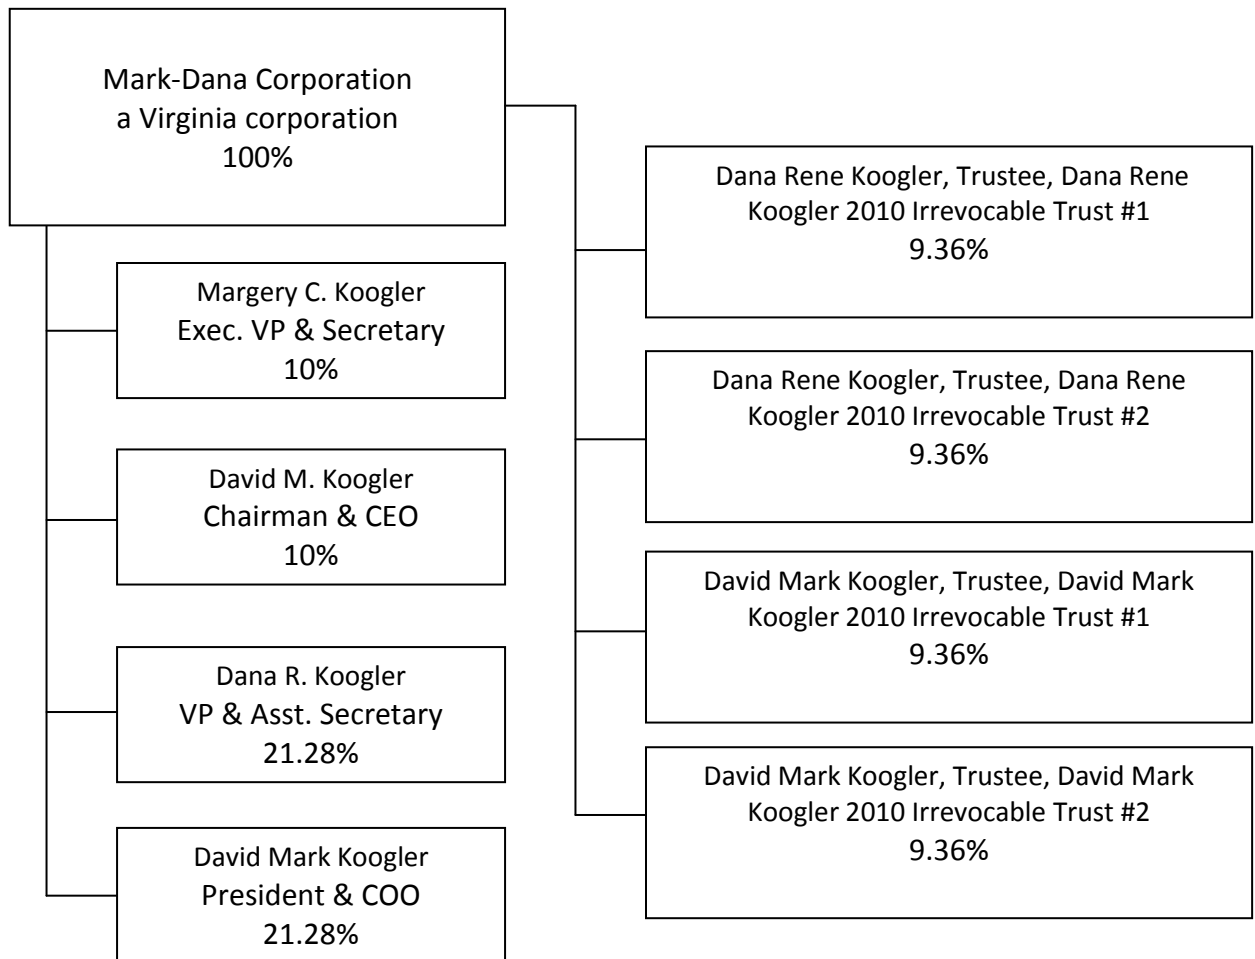 Mark-Dana Corporation
a Virginia corporation
100%
Margery C. Koogler
Exec. VP & Secretary
10%
David M. Koogler
Chairman & CEO
10%
Dana R. Koogler
VP & Asst. Secretary
21.28%
David Mark Koogler
President & COO
21.28%
Dana Rene Koogler, Trustee, Dana Rene
Koogler 2010 Irrevocable Trust #1
9.36%
Dana Rene Koogler, Trustee, Dana Rene
Koogler 2010 Irrevocable Trust #2
9.36%
David Mark Koogler, Trustee, David Mark
Koogler 2010 Irrevocable Trust #1
9.36%
David Mark Koogler, Trustee, David Mark
Koogler 2010 Irrevocable Trust #2
9.36%